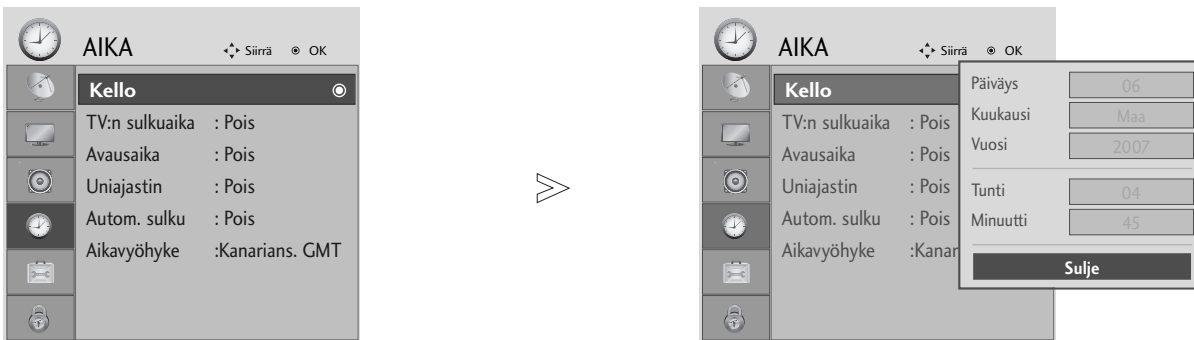 AIKA Siirrä OK
Kello
TV:n sulkuaika : Pois
Avausaika : Pois
Uniajastin : Pois
Autom. sulku : Pois
Aikavyöhyke :Kanarians. GMT
AIKA Siirrä OK
Kello
TV:n sulkuaika : Pois
Avausaika : Pois
Uniajastin : Pois
Autom. sulku : Pois
Aikavyöhyke :Kanar
Päiväys 06
Kuukausi Maa
Vuosi 2007
Tunti 04
Minuutti 45
Sulje